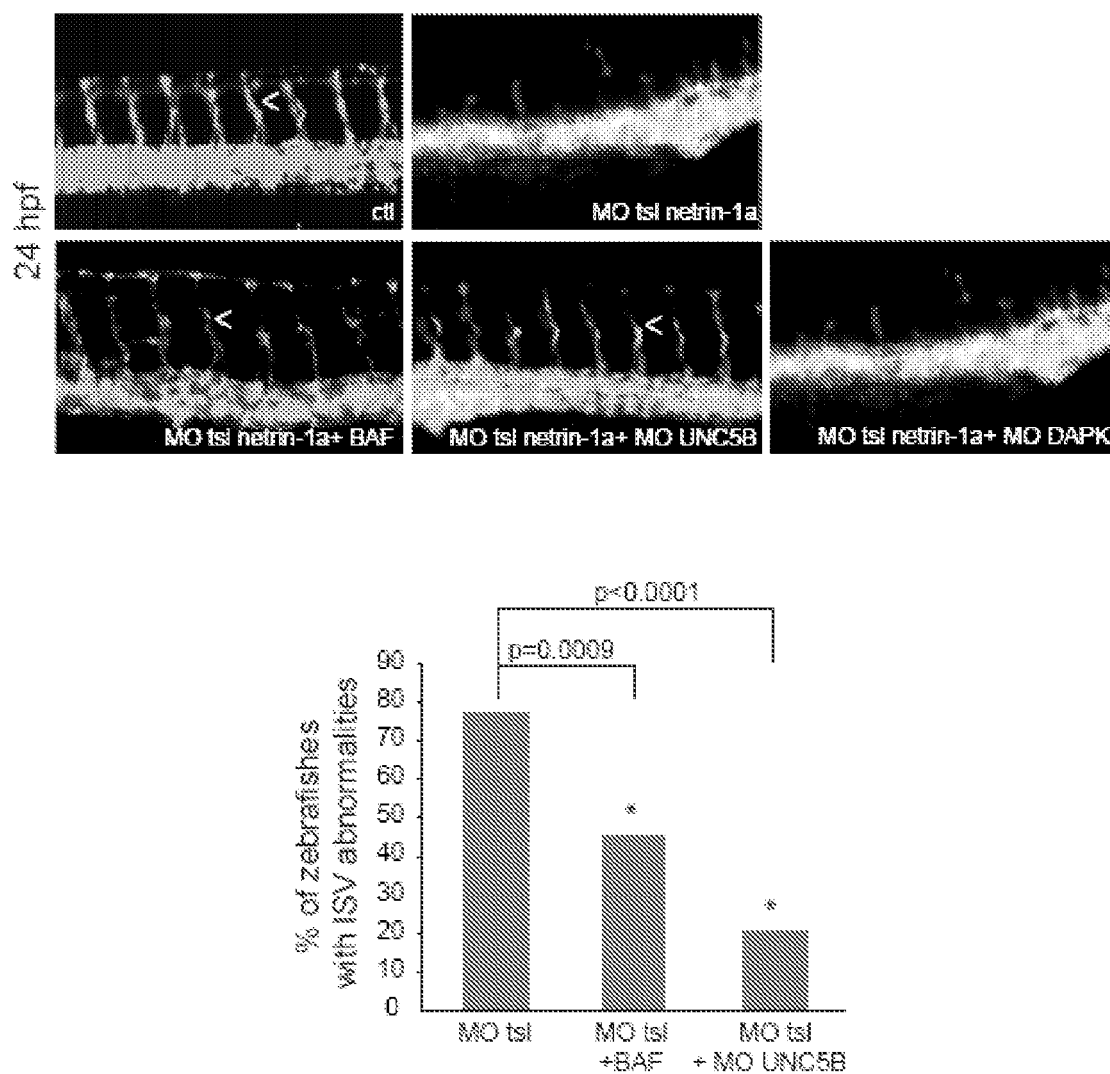 24 hpf
ctl
MO tsl netrin-1a
<
<
<
MO tsl netrin-1a+ BAF
MO tsl netrin-1a+ MO UNC5B
MO tsl netrin-1a+ MO DAPK
p<0.0001
p=0.0009
% of zebrafishes
with ISV abnormalities
90
80
70
60
50
40
30
20
10
0
*
*
MO tsl
MO tsl
+BAF
MO tsl
+ MO UNC5B